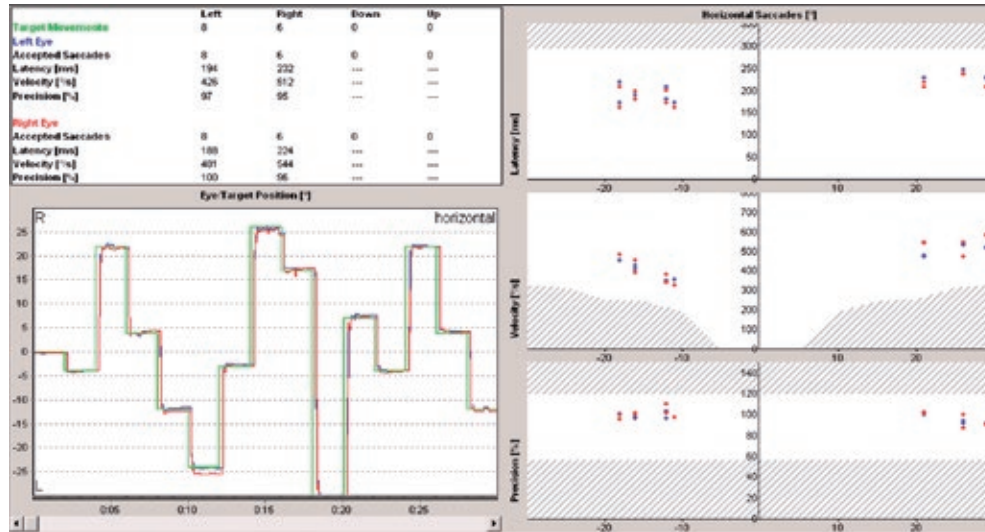 Left Right Down Up
Target Movements 8 6 0 0
Left Eye
Accepted Saccades 8 6 0 0
Latency [ms] 194 232 --- ---
Velocity [°/s] 426 512 --- ---
Precision [%] 97 95 --- ---
Right Eye
Accepted Saccades 8 6 0 0
Latency [ms] 188 224 --- ---
Velocity [°/s] 401 544 --- ---
Precision [%] 100 96 --- ---
Eye/Target Position [°]
R horizontal
25
20
15
10
5
0
-5
-10
-15
-20
-25
L
0:05 0:10 0:15 0:20 0:25
Horizontal Saccades [°]
Latency [ms]
350
300
250
200
150
100
50
0
-20 -10 10 20
Velocity [°/s]
800
700
600
500
400
300
200
100
0
-20 -10 10 20
Precision [%]
140
120
100
80
60
40
20
0
-20 -10 10 20